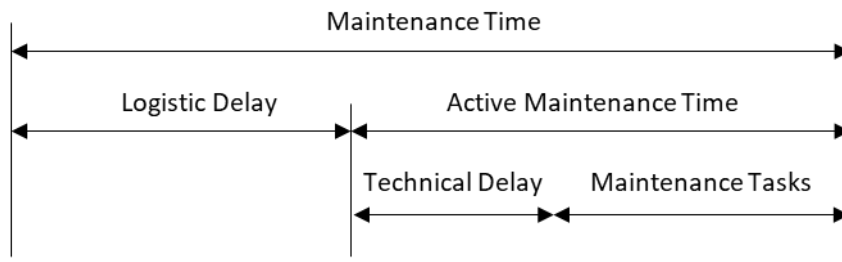 Maintenance Time
Logistic Delay
Active Maintenance Time
Technical Delay
Maintenance Tasks